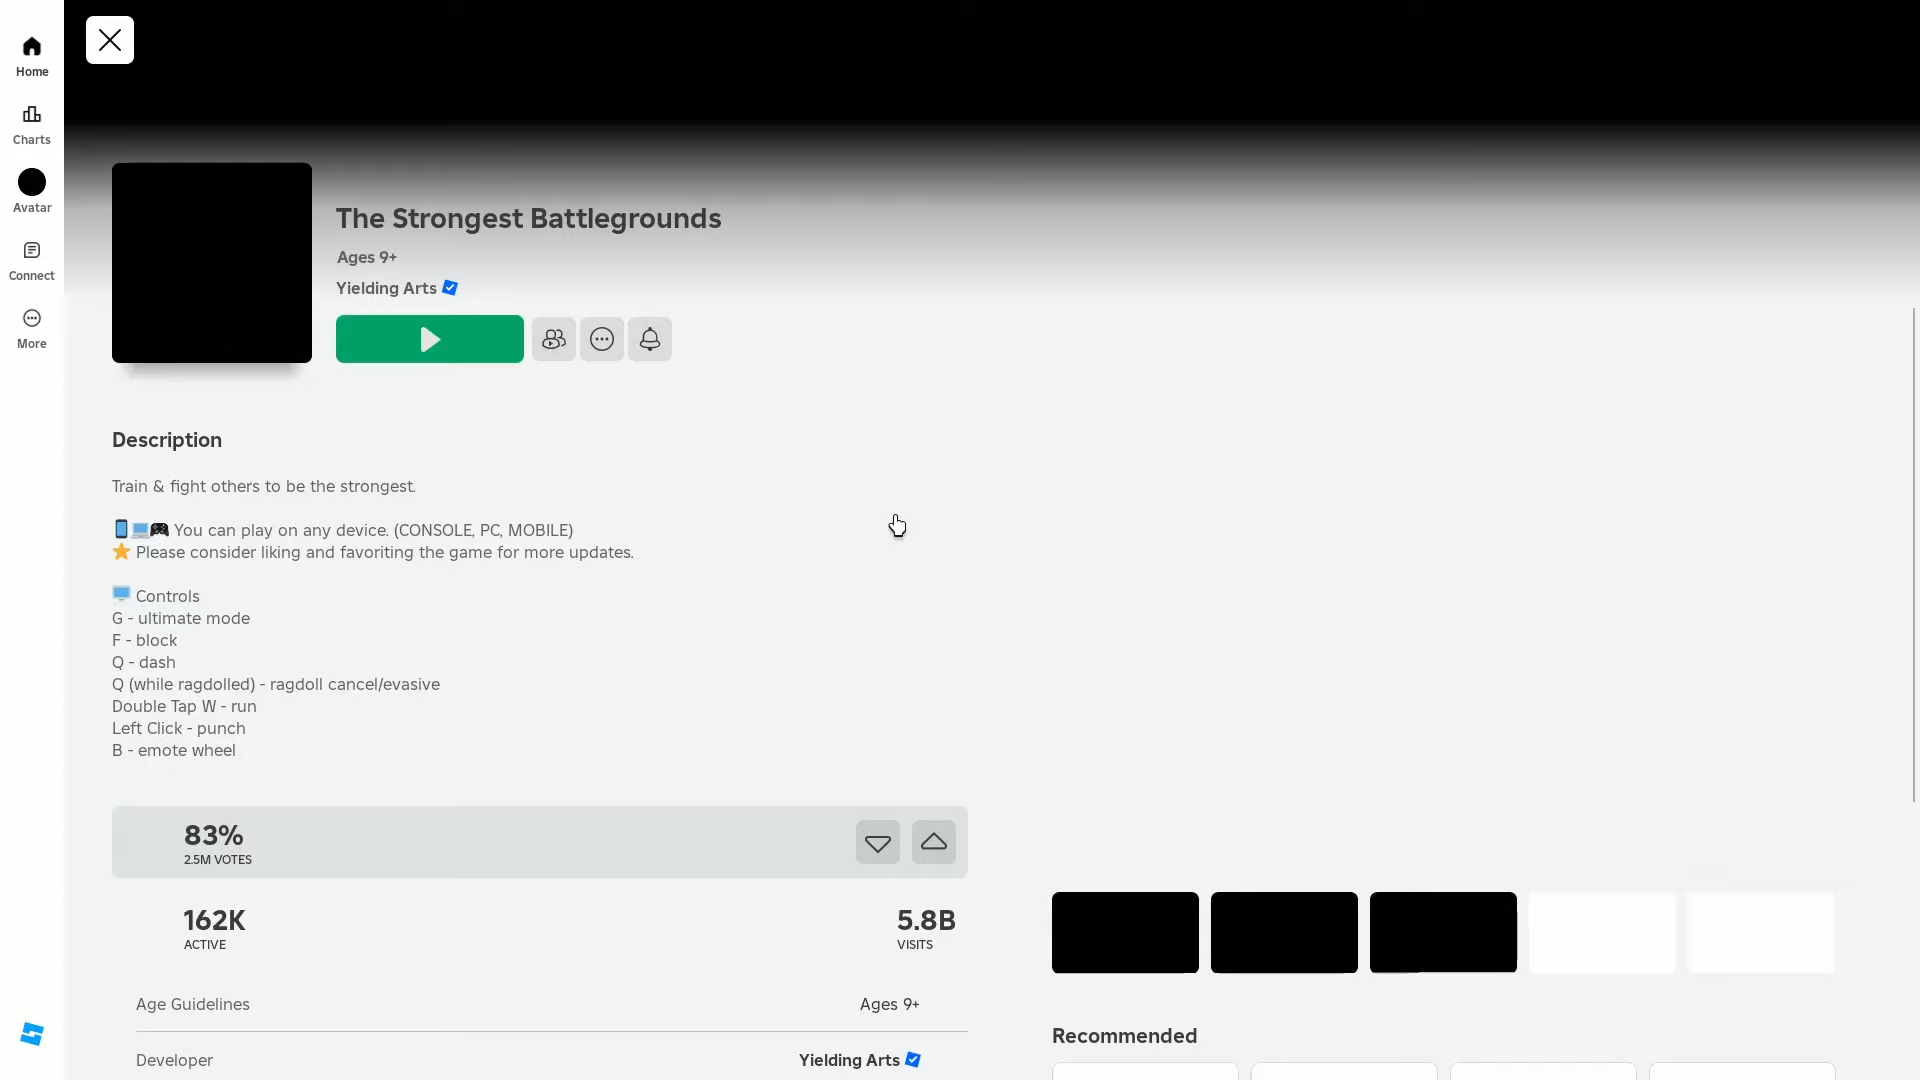 Home
Charts
Avatar
Connect
More
The Strongest Battlegrounds
Ages 9+
Yielding Arts
Description
Train & fight others to be the strongest.
📱💻🎮 You can play on any device. (CONSOLE, PC, MOBILE)
⭐ Please consider liking and favoriting the game for more updates.
🖥️ Controls
G - ultimate mode
F - block
Q - dash
Q (while ragdolled) - ragdoll cancel/evasive
Double Tap W - run
Left Click - punch
B - emote wheel
83%
2.5M VOTES
162K
ACTIVE
5.8B
VISITS
Age Guidelines Ages 9+
Developer Yielding Arts
Recommended